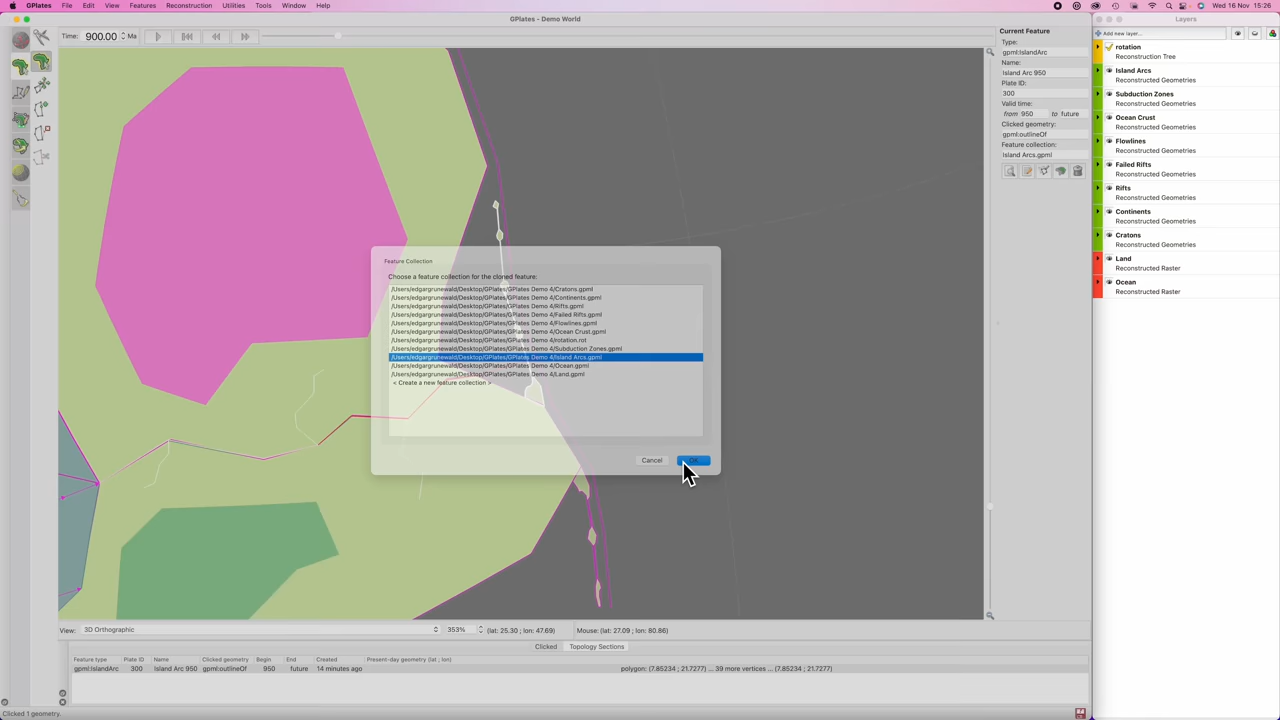 GPlates File Edit View Features Reconstruction Utilities Tools Window Help Wed 16 Nov 15:26
GPlates - Demo World
Time: 900.00 Ma
Current Feature
Type:
gpml:IslandArc
Name:
Island Arc 950
Plate ID:
300
Valid time:
from 950 to future
Clicked geometry:
gpml:outlineOf
Feature collection:
Island Arcs.gpml
Layers
Add new layer...
rotation
Reconstruction Tree
Island Arcs
Reconstructed Geometries
Subduction Zones
Reconstructed Geometries
Ocean Crust
Reconstructed Geometries
Flowlines
Reconstructed Geometries
Failed Rifts
Reconstructed Geometries
Rifts
Reconstructed Geometries
Continents
Reconstructed Geometries
Cratons
Reconstructed Geometries
Land
Reconstructed Raster
Ocean
Reconstructed Raster
Feature Collection
Choose a feature collection for the cloned feature:
/Users/edgargrunewald/Desktop/GPlates/GPlates Demo 4/Cratons.gpml
/Users/edgargrunewald/Desktop/GPlates/GPlates Demo 4/Continents.gpml
/Users/edgargrunewald/Desktop/GPlates/GPlates Demo 4/Rifts.gpml
/Users/edgargrunewald/Desktop/GPlates/GPlates Demo 4/Failed Rifts.gpml
/Users/edgargrunewald/Desktop/GPlates/GPlates Demo 4/Flowlines.gpml
/Users/edgargrunewald/Desktop/GPlates/GPlates Demo 4/Ocean Crust.gpml
/Users/edgargrunewald/Desktop/GPlates/GPlates Demo 4/rotation.rot
/Users/edgargrunewald/Desktop/GPlates/GPlates Demo 4/Subduction Zones.gpml
/Users/edgargrunewald/Desktop/GPlates/GPlates Demo 4/Island Arcs.gpml
/Users/edgargrunewald/Desktop/GPlates/GPlates Demo 4/Ocean.gpml
/Users/edgargrunewald/Desktop/GPlates/GPlates Demo 4/Land.gpml
< Create a new feature collection >
Cancel
View: 3D Orthographic 353% (lat: 25.30 ; lon: 47.69) Mouse: (lat: 27.09 ; lon: 80.86)
Clicked Topology Sections
Feature type Plate ID Name Clicked geometry Begin End Created Present-day geometry (lat ; lon)
gpml:IslandArc 300 Island Arc 950 gpml:outlineOf 950 future 14 minutes ago polygon: (7.85234 ; 21.7277) ... 39 more vertices ... (7.85234 ; 21.7277)
Clicked 1 geometry.